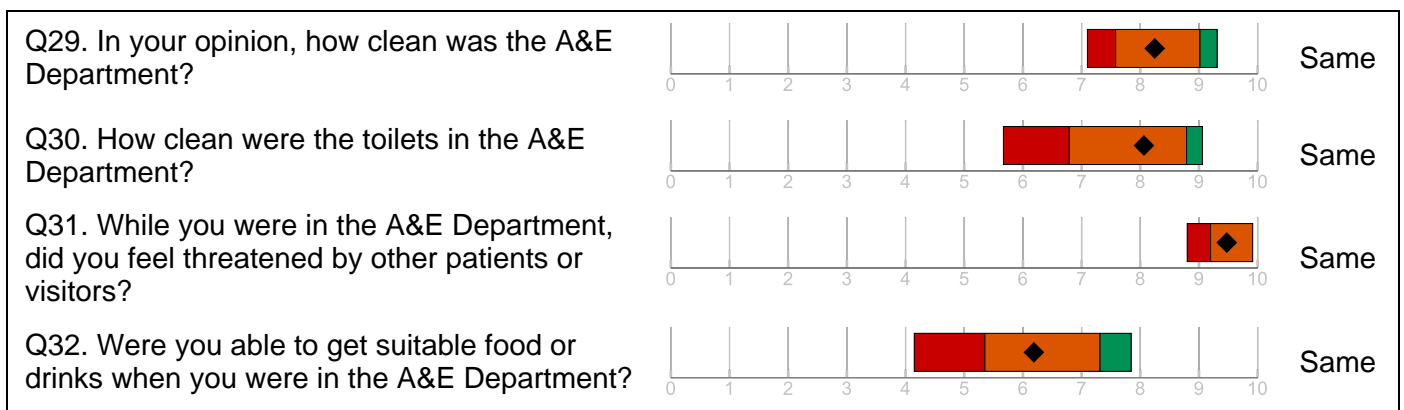 Q29. In your opinion, how clean was the A&E
Department?
Same
0 1 2 3 4 5 6 7 8 9 10
Q30. How clean were the toilets in the A&E
Department?
Same
0 1 2 3 4 5 6 7 8 9 10
Q31. While you were in the A&E Department,
did you feel threatened by other patients or
visitors?
Same
0 1 2 3 4 5 6 7 8 9 10
Q32. Were you able to get suitable food or
drinks when you were in the A&E Department?
Same
0 1 2 3 4 5 6 7 8 9 10